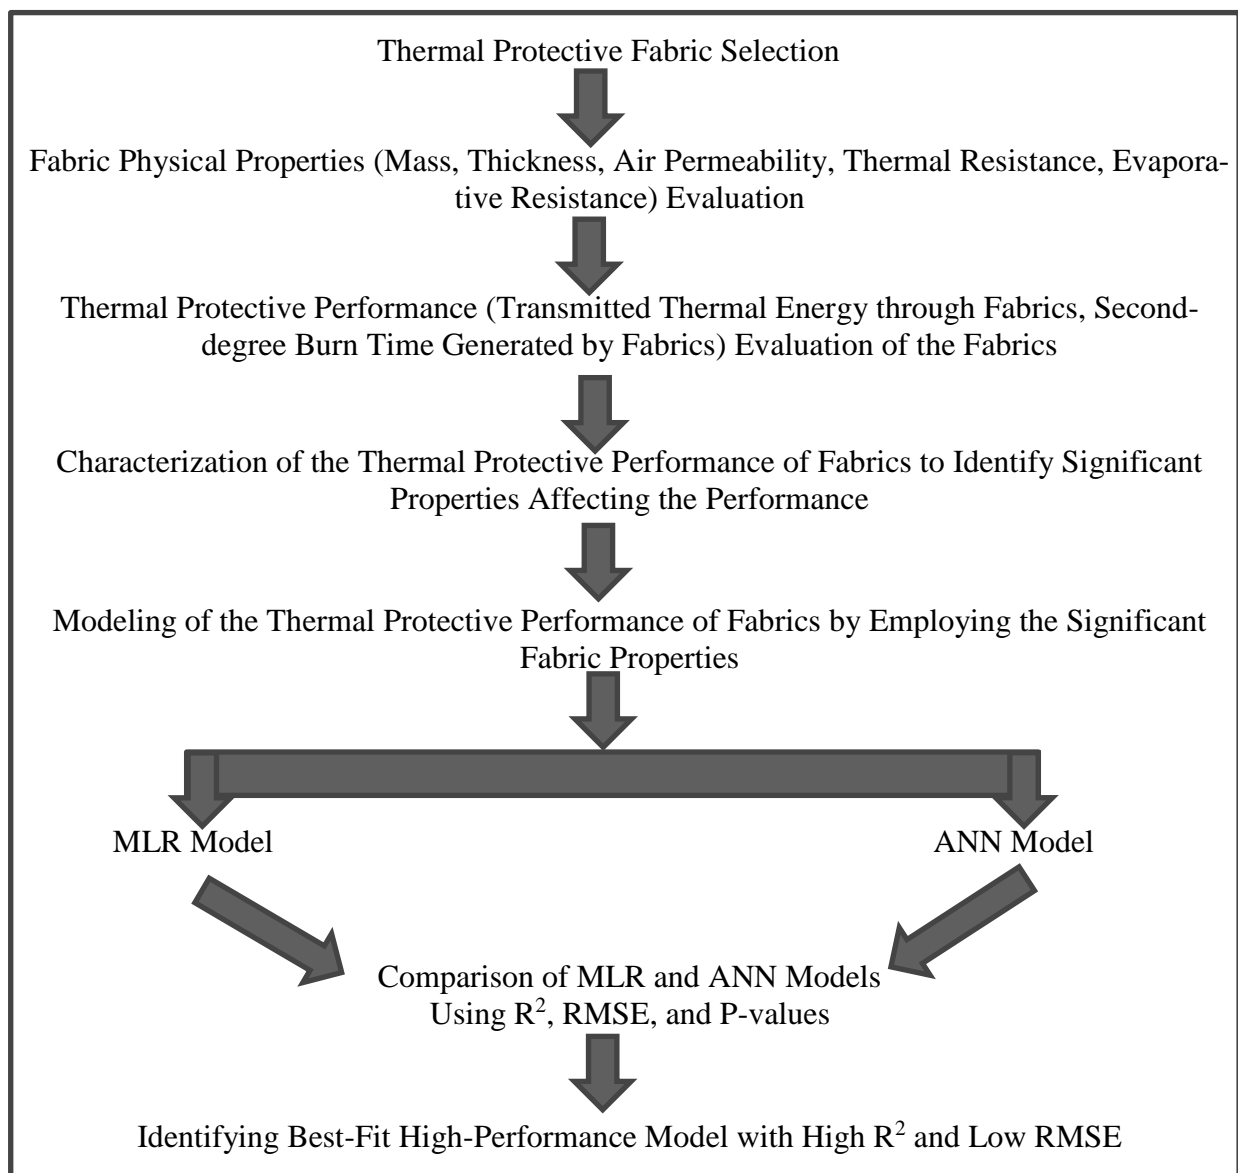 Thermal Protective Fabric Selection
Fabric Physical Properties (Mass, Thickness, Air Permeability, Thermal Resistance, Evapora-
tive Resistance) Evaluation
Thermal Protective Performance (Transmitted Thermal Energy through Fabrics, Second-
degree Burn Time Generated by Fabrics) Evaluation of the Fabrics
Characterization of the Thermal Protective Performance of Fabrics to Identify Significant
Properties Affecting the Performance
Modeling of the Thermal Protective Performance of Fabrics by Employing the Significant
Fabric Properties
MLR Model
ANN Model
Comparison of MLR and ANN Models
Using R², RMSE, and P-values
Identifying Best-Fit High-Performance Model with High R² and Low RMSE